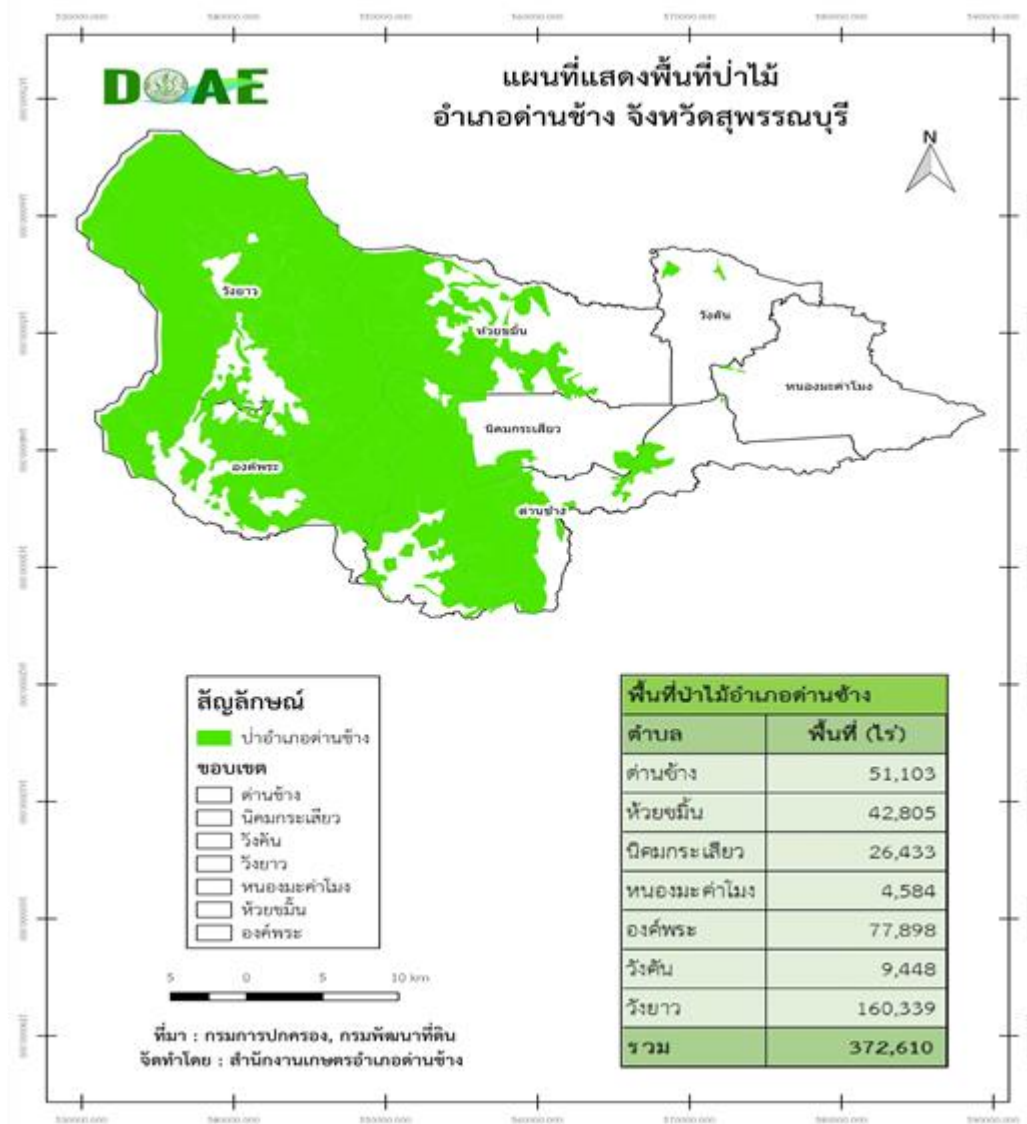 DOAE
แผนที่แสดงพื้นที่ป่าไม้
อำเภอด่านช้าง จังหวัดสุพรรณบุรี
N
วังยาว
ห้วยขมิ้น
วังคัน
หนองมะค่าโมง
นิคมกระเสียว
องค์พระ
ด่านช้าง
สัญลักษณ์
ป่าอำเภอด่านช้าง
ขอบเขต
ด่านช้าง
นิคมกระเสียว
วังคัน
วังยาว
หนองมะค่าโมง
ห้วยขมิ้น
องค์พระ
5 0 5 10 km
ที่มา : กรมการปกครอง, กรมพัฒนาที่ดิน
จัดทำโดย : สำนักงานเกษตรอำเภอด่านช้าง
พื้นที่ป่าไม้อำเภอด่านช้าง
ตำบล พื้นที่ (ไร่)
ด่านช้าง 51,103
ห้วยขมิ้น 42,805
นิคมกระเสียว 26,433
หนองมะค่าโมง 4,584
องค์พระ 77,898
วังคัน 9,448
วังยาว 160,339
รวม 372,610